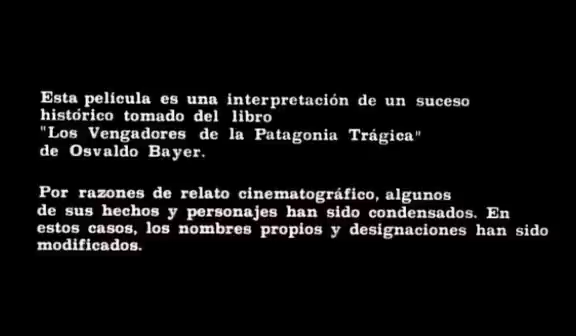 Esta película es una interpretación de un suceso
histórico tomado del libro
"Los Vengadores de la Patagonia Trágica"
de Osvaldo Bayer.
Por razones de relato cinematográfico, algunos
de sus hechos y personajes han sido condensados. En
estos casos, los nombres propios y designaciones han sido
modificados.